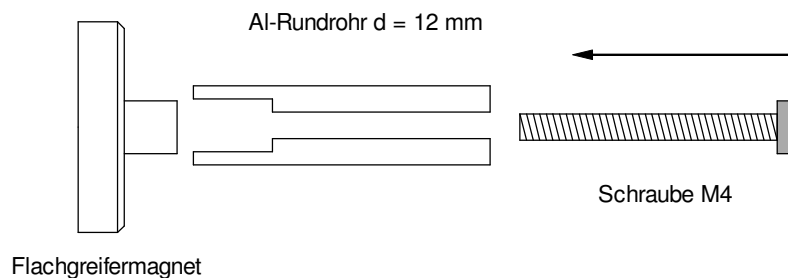 Al-Rundrohr d = 12 mm
Schraube M4
Flachgreifermagnet